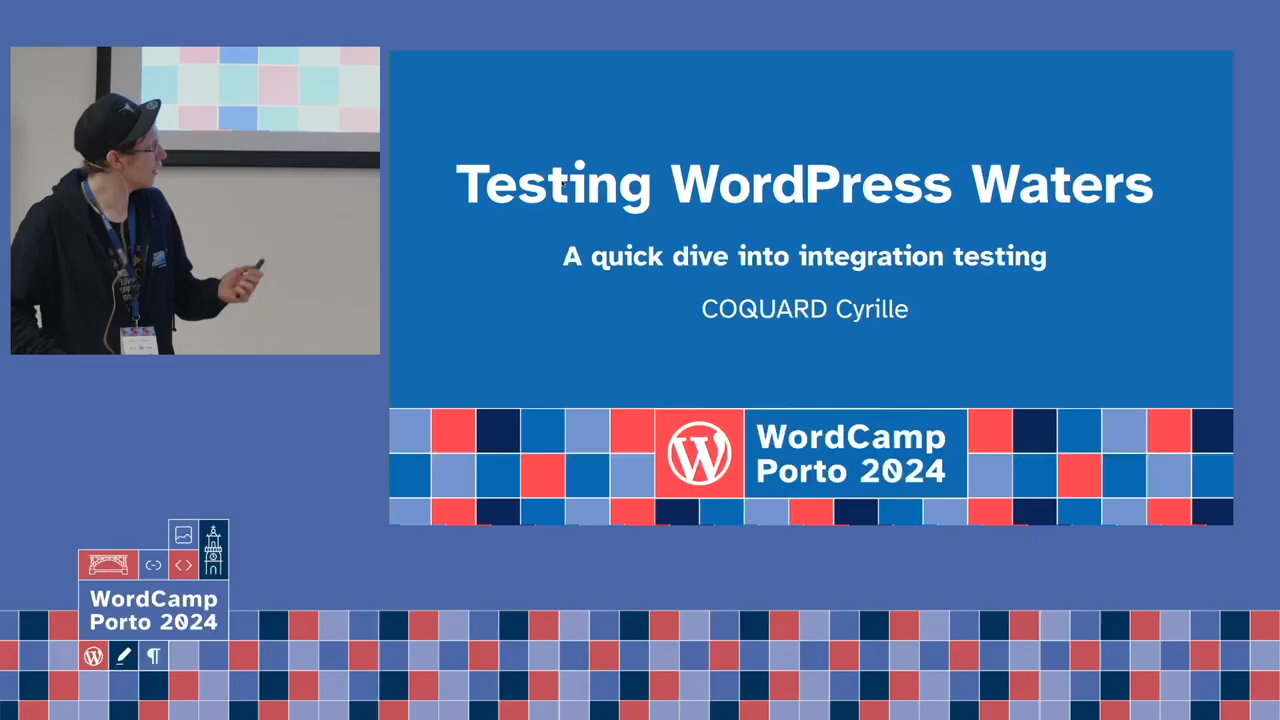 Testing WordPress Waters
A quick dive into integration testing
COQUARD Cyrille
WordCamp
Porto 2024
WordCamp
Porto 2024